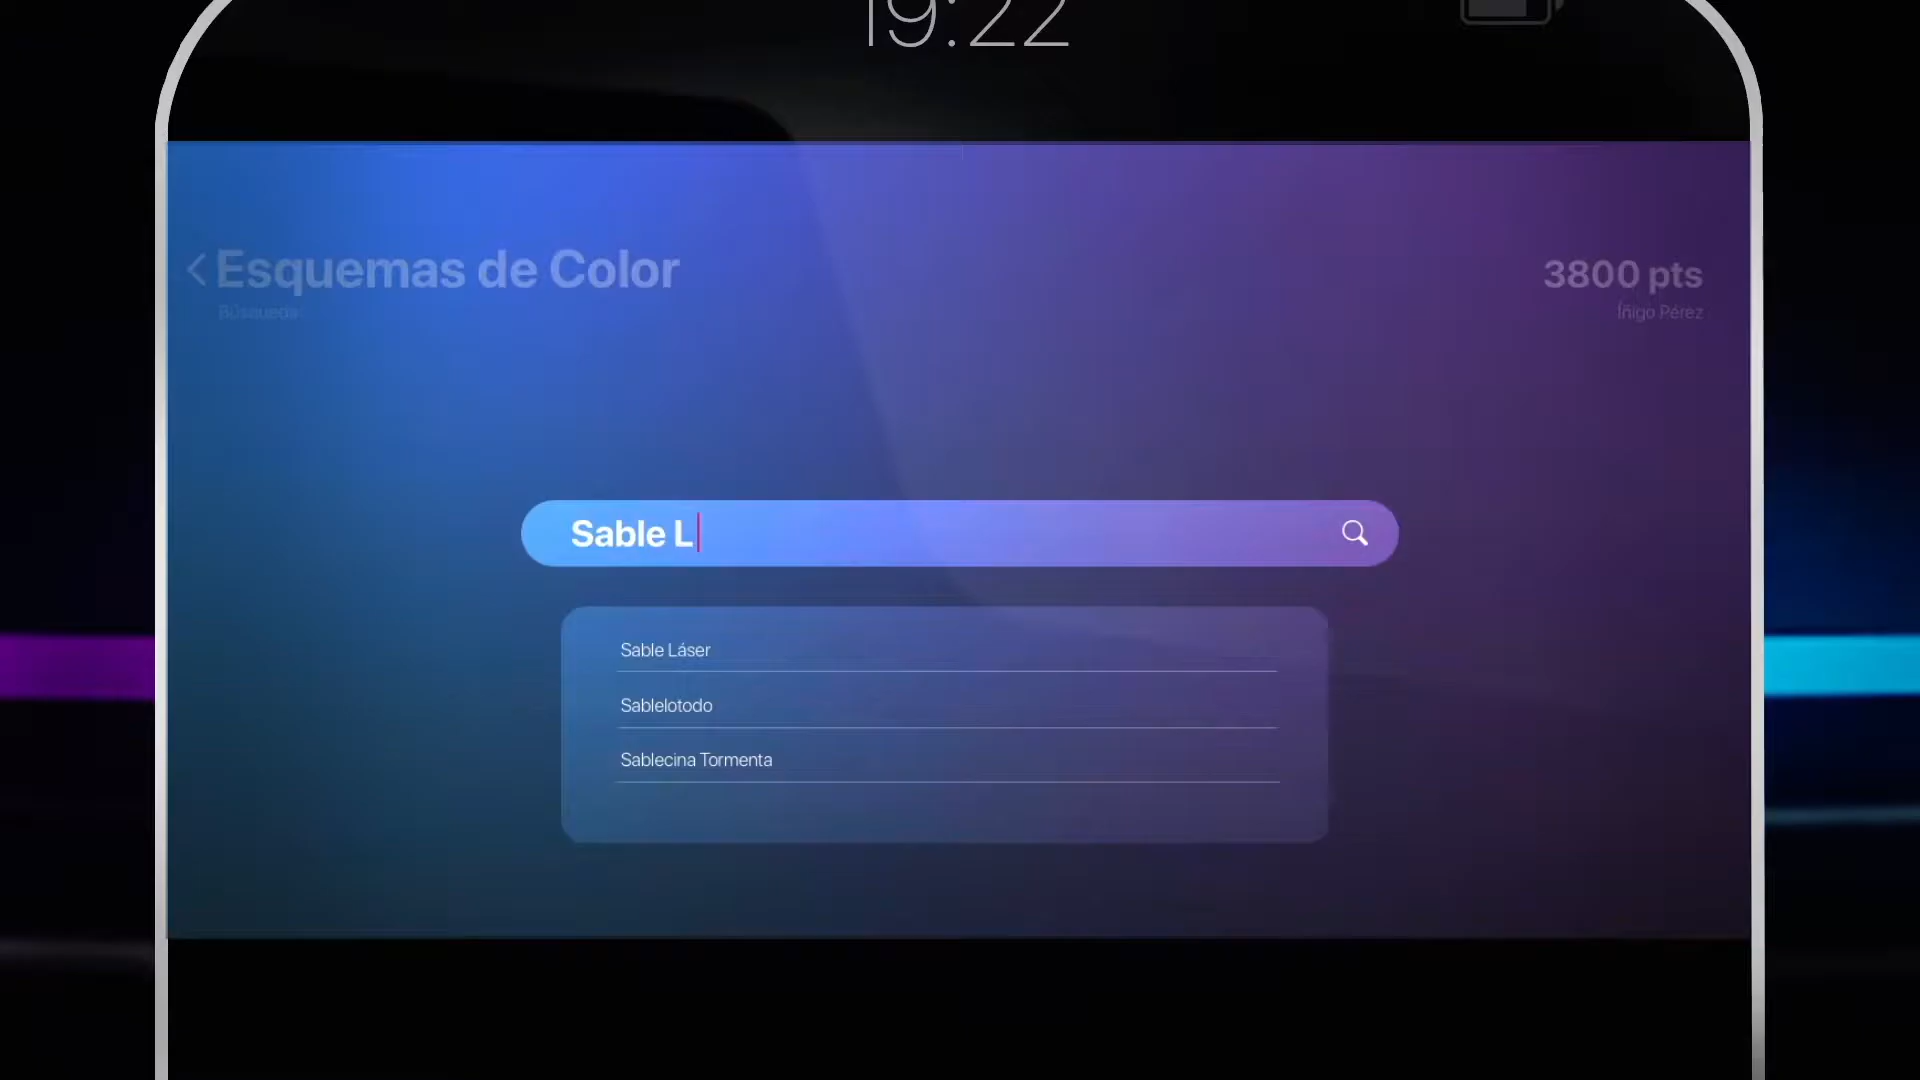 19:22
Esquemas de Color
Búsqueda
3800 pts
Íñigo Pérez
Sable L
Sable Láser
Sablelotodo
Sablecina Tormenta